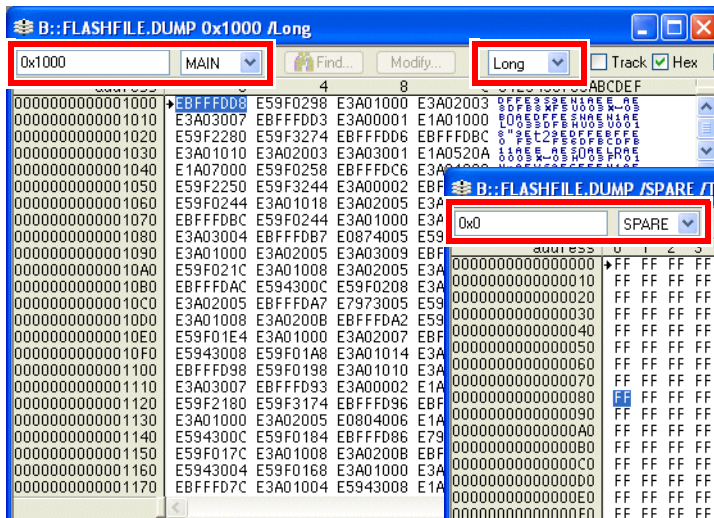 B::FLASHFILE.DUMP 0x1000 /Long
0x1000 MAIN Find... Modify... Long Track Hex
address 0 4 8 C 0123456789ABCDEF
0000000000001000 EBFFFDD8 E59F0298 E3A01000 E3A02003
0000000000001010 E3A03007 EBFFFDD3 E3A00001 E1A01000
0000000000001020 E59F2280 E59F3274 EBFFFDD6 EBFFFDBC
0000000000001030 E3A01010 E3A02003 E3A03001 E1A0520A
0000000000001040 E1A07000 E59F0258 EBFFFDC6
0000000000001050 E59F2250 E59F3244 E3A00002 EBF
0000000000001060 E59F0244 E3A01018 E3A02005 E3A
0000000000001070 EBFFFDBC E59F0244 E3A01000 E3A
0000000000001080 E3A03004 EBFFFDB7 E0874005 E59
0000000000001090 E3A01000 E3A02005 E3A03009 EBF
00000000000010A0 E59F021C E3A01008 E3A02005 E3A
00000000000010B0 EBFFFDAC E594300C E59F0208 E3A
00000000000010C0 E3A02005 EBFFFDA7 E7973005 E59
00000000000010D0 E3A01008 E3A0200B EBFFFDA2 E59
00000000000010E0 E59F01E4 E3A01000 E3A02007 EBF
00000000000010F0 E5943008 E59F01A8 E3A01014 E3A
0000000000001100 EBFFFD98 E59F0198 E3A01010 E3A
0000000000001110 E3A03007 EBFFFD93 E3A00002 E1A
0000000000001120 E59F2180 E59F3174 EBFFFD96 EBF
0000000000001130 E3A01000 E3A02005 E0804006 E1A
0000000000001140 E594300C E59F0184 EBFFFD86 E79
0000000000001150 E59F017C E3A01008 E3A0200B EBF
0000000000001160 E5943004 E59F0168 E3A01000 E3A
0000000000001170 EBFFFD7C E3A01004 E5943008 E1A
B::FLASHFILE.DUMP /SPARE /T
0x0 SPARE
address 0 1 2 3
0000000000000000 FF FF FF FF
0000000000000010 FF FF FF FF
0000000000000020 FF FF FF FF
0000000000000030 FF FF FF FF
0000000000000040 FF FF FF FF
0000000000000050 FF FF FF FF
0000000000000060 FF FF FF FF
0000000000000070 FF FF FF FF
0000000000000080 FF FF FF FF
0000000000000090 FF FF FF FF
00000000000000A0 FF FF FF FF
00000000000000B0 FF FF FF FF
00000000000000C0 FF FF FF FF
00000000000000D0 FF FF FF FF
00000000000000E0 FF FF FF FF
00000000000000F0 FF FF FF FF